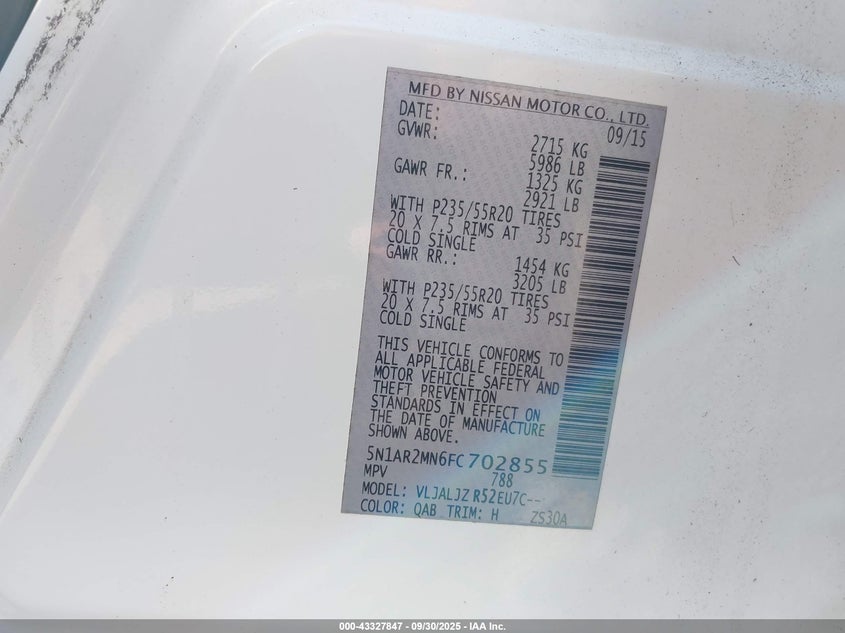 MFD BY NISSAN MOTOR CO., LTD.
DATE: 09/15
GVWR: 2715 KG
5986 LB
GAWR FR.: 1325 KG
2921 LB
WITH P235/55R20 TIRES
20 X 7.5 RIMS AT 35 PSI
COLD SINGLE
GAWR RR.: 1454 KG
3205 LB
WITH P235/55R20 TIRES
20 X 7.5 RIMS AT 35 PSI
COLD SINGLE
THIS VEHICLE CONFORMS TO
ALL APPLICABLE FEDERAL
MOTOR VEHICLE SAFETY AND
THEFT PREVENTION
STANDARDS IN EFFECT ON
THE DATE OF MANUFACTURE
SHOWN ABOVE.
5N1AR2MN6FC702855
MPV 788
MODEL: VLJALJZ R52EU7C--
COLOR: QAB TRIM: H ZS30A
000-43327847 - 09/30/2025 - IAA Inc.